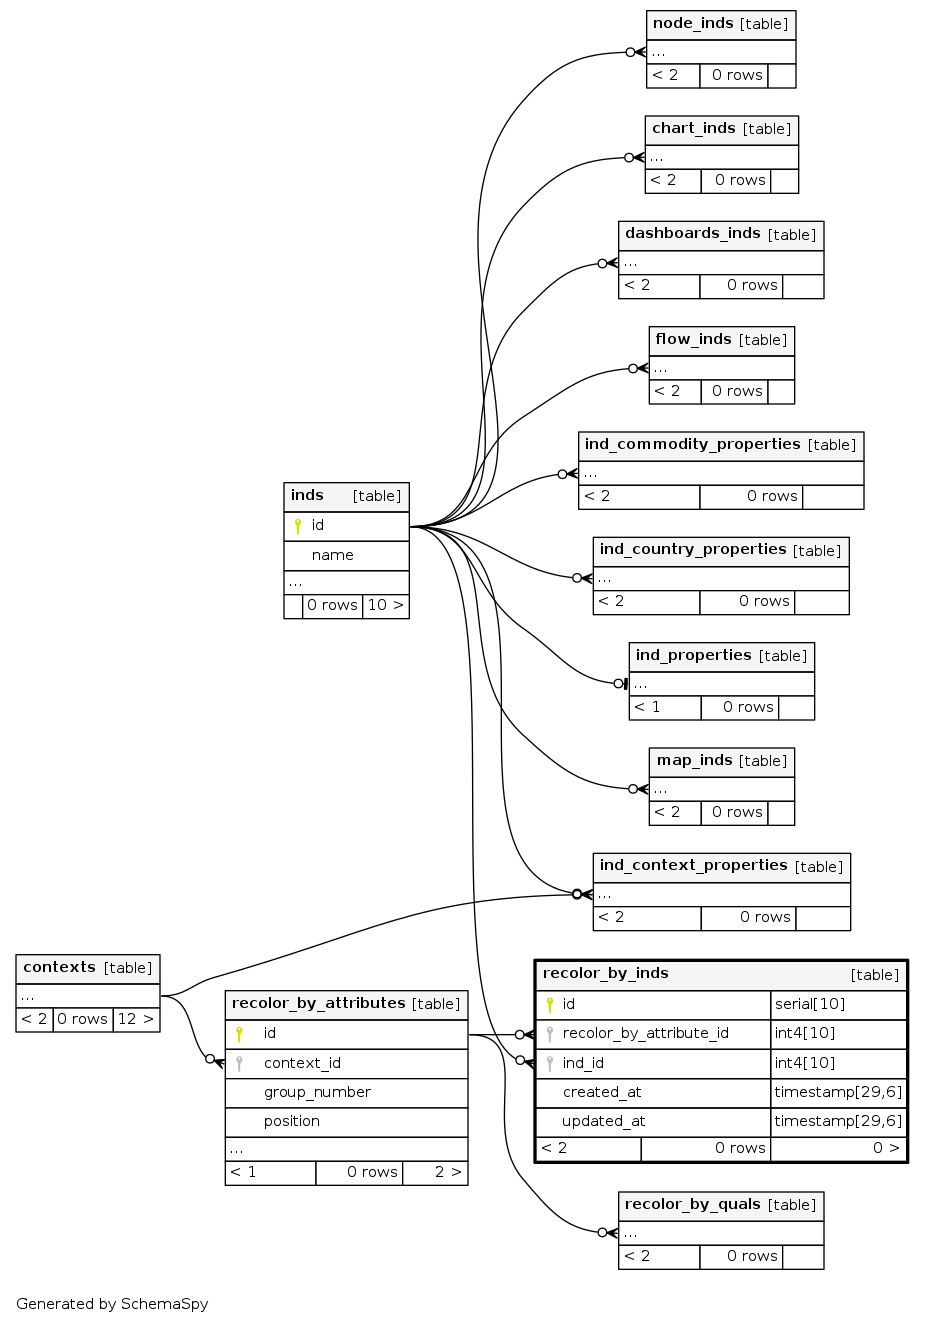 node_inds [table]
...
< 2 0 rows
chart_inds [table]
...
< 2 0 rows
dashboards_inds [table]
...
< 2 0 rows
flow_inds [table]
...
< 2 0 rows
ind_commodity_properties [table]
...
< 2 0 rows
inds [table]
id
name
...
0 rows 10 >
ind_country_properties [table]
...
< 2 0 rows
ind_properties [table]
...
< 1 0 rows
map_inds [table]
...
< 2 0 rows
ind_context_properties [table]
...
< 2 0 rows
contexts [table]
...
< 2 0 rows 12 >
recolor_by_attributes [table]
id
context_id
group_number
position
...
< 1 0 rows 2 >
recolor_by_inds [table]
id serial[10]
recolor_by_attribute_id int4[10]
ind_id int4[10]
created_at timestamp[29,6]
updated_at timestamp[29,6]
< 2 0 rows 0 >
recolor_by_quals [table]
...
< 2 0 rows
Generated by SchemaSpy